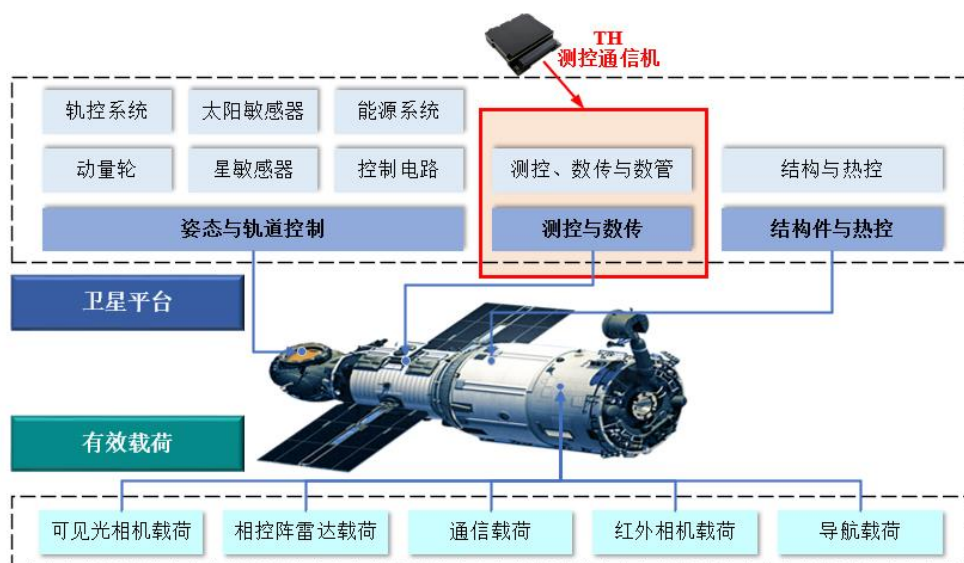 TH
测控通信机
轨控系统
太阳敏感器
能源系统
动量轮
星敏感器
控制电路
测控、数传与数管
结构与热控
姿态与轨道控制
测控与数传
结构件与热控
卫星平台
有效载荷
可见光相机载荷
相控阵雷达载荷
通信载荷
红外相机载荷
导航载荷